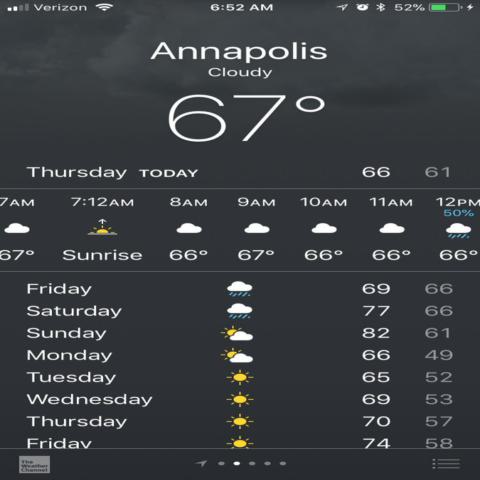 Verizon 6:52 AM 52%
Annapolis
Cloudy
67°
Thursday TODAY 66 61
7AM 7:12AM 8AM 9AM 10AM 11AM 12PM
50%
67° Sunrise 66° 67° 66° 66° 66°
Friday 69 66
Saturday 77 66
Sunday 82 61
Monday 66 49
Tuesday 65 52
Wednesday 69 53
Thursday 70 57
Friday 74 58
The
Weather
Channel